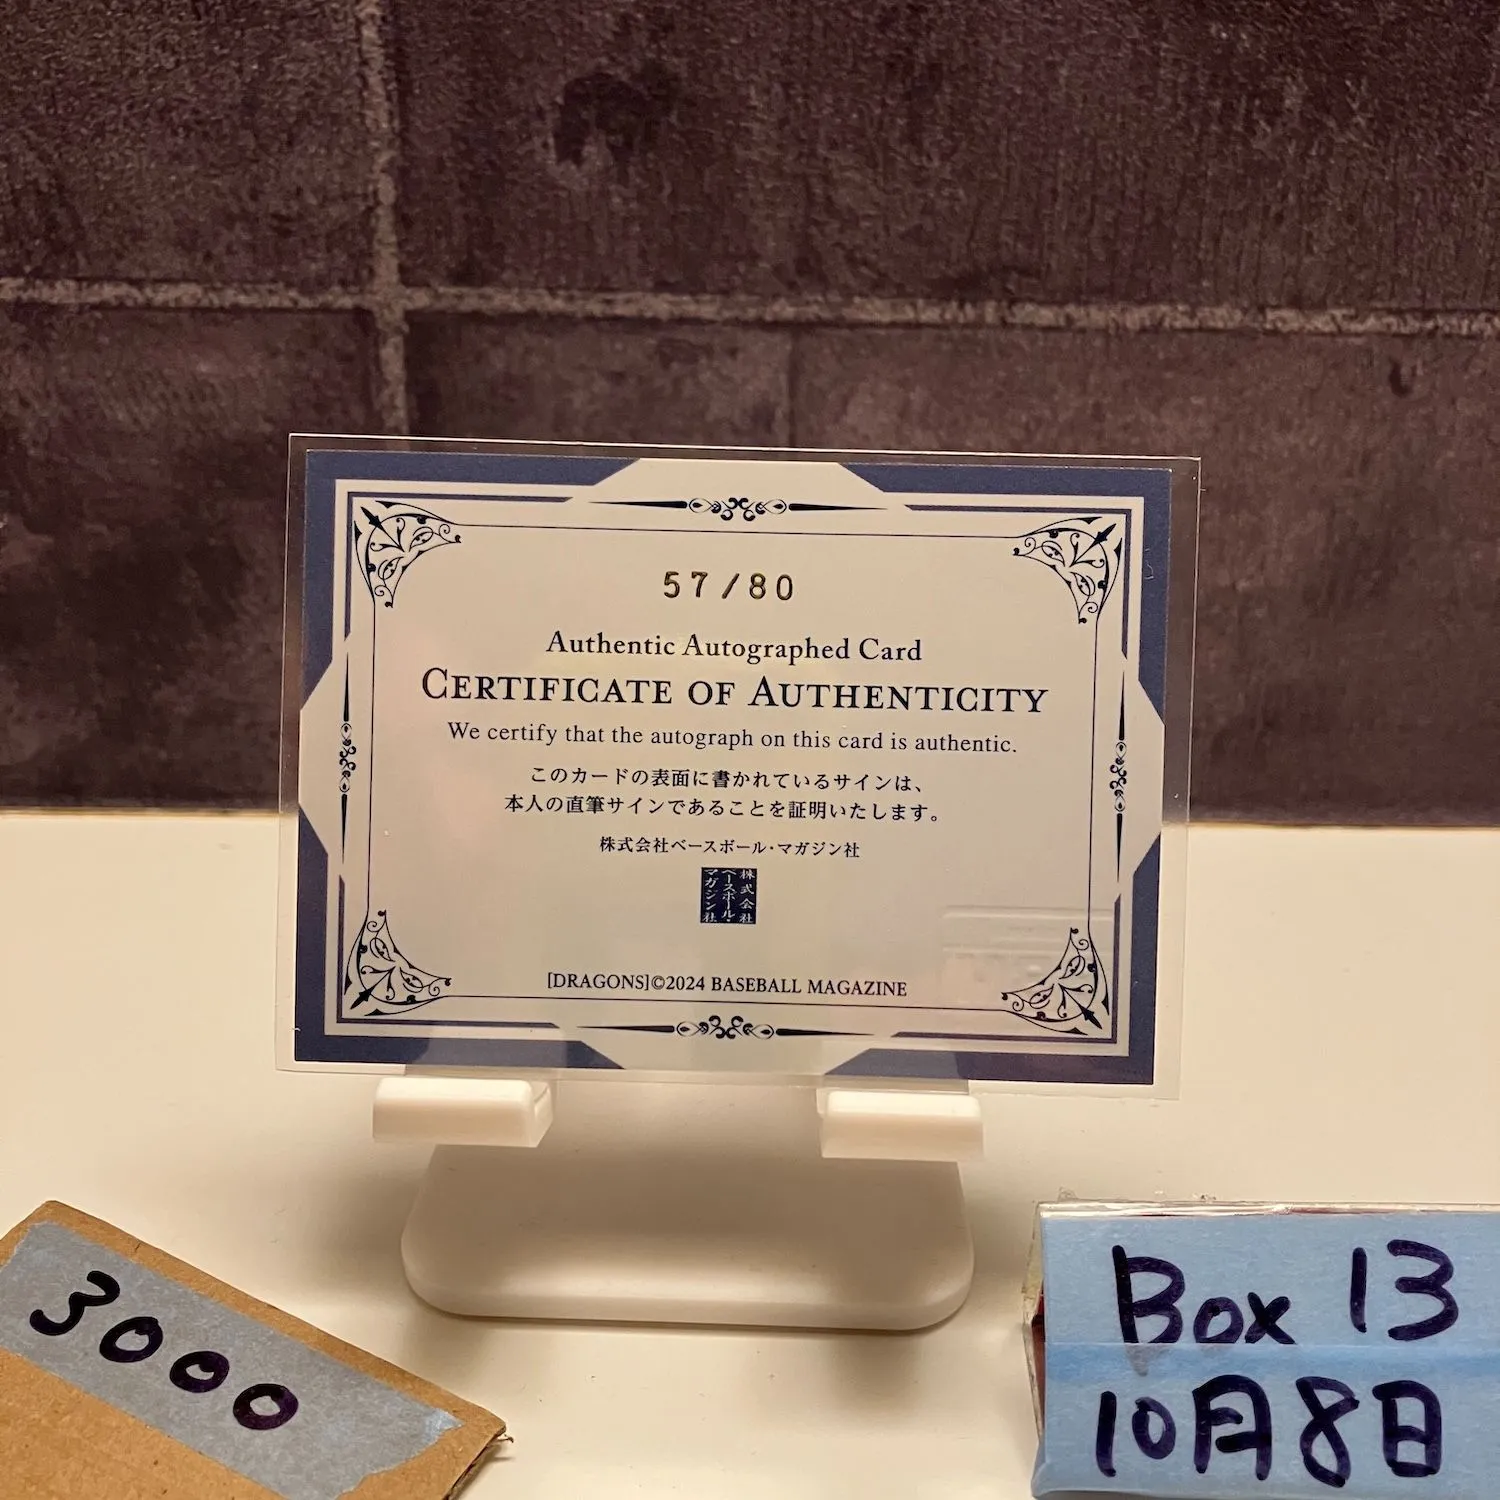 57/80
Authentic Autographed Card
CERTIFICATE OF AUTHENTICITY
We certify that the autograph on this card is authentic.
このカードの表面に書かれているサインは、
本人の直筆サインであることを証明いたします。
株式会社ベースボール・マガジン社
株式会社
ベースボール・
マガジン社
[DRAGONS]©2024 BASEBALL MAGAZINE
3000
Box 13
10月8日